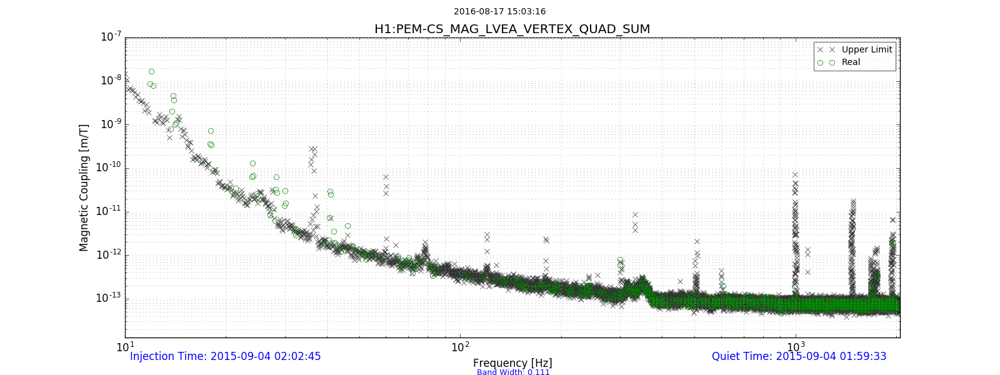 2016-08-17 15:03:16
H1:PEM-CS_MAG_LVEA_VERTEX_QUAD_SUM
Upper Limit
Real
Magnetic Coupling [m/T]
10^-7
10^-8
10^-9
10^-10
10^-11
10^-12
10^-13
10^1
10^2
10^3
Injection Time: 2015-09-04 02:02:45
Frequency [Hz]
Quiet Time: 2015-09-04 01:59:33
Band Width: 0.111